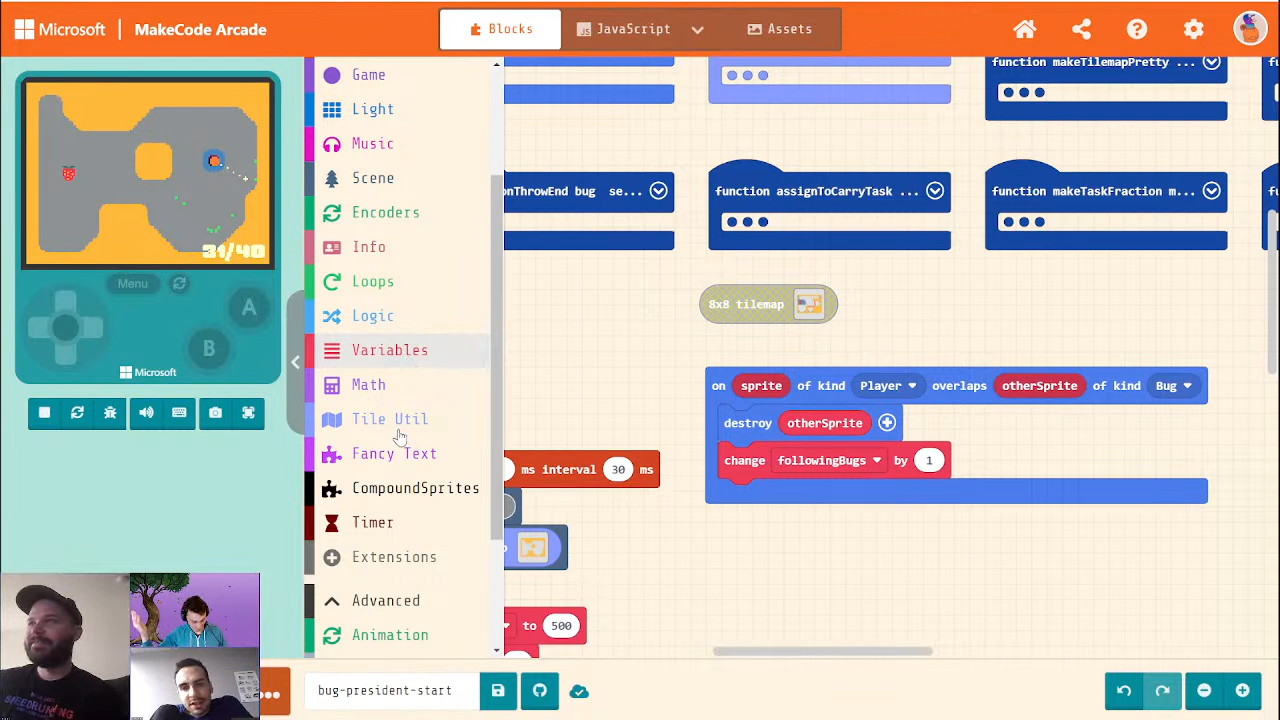 Microsoft
MakeCode Arcade
Blocks
JavaScript
Assets
31/40
Menu
A
B
Microsoft
Game
Light
Music
Scene
Encoders
Info
Loops
Logic
Variables
Math
Tile Util
Fancy Text
CompoundSprites
Timer
Extensions
Advanced
Animation
function makeTilemapPretty ...
onThrowEnd bug se...
function assignToCarryTask ...
function makeTaskFraction m...
8x8 tilemap
on sprite of kind Player overlaps otherSprite of kind Bug
destroy otherSprite
change followingBugs by 1
ms interval 30 ms
to 500
bug-president-start